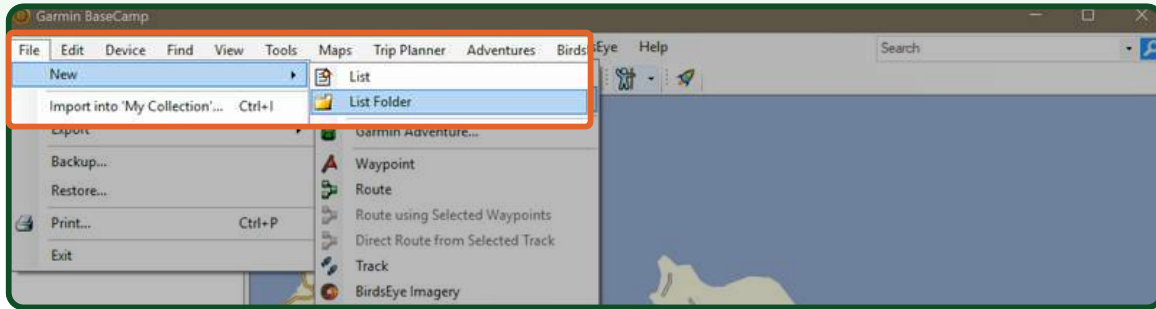 Garmin BaseCamp
File Edit Device Find View Tools Maps Trip Planner Adventures BirdsEye Help
Search
New
List
Import into 'My Collection'... Ctrl+I
List Folder
Export
Garmin Adventure...
Backup...
Waypoint
Restore...
Route
Print... Ctrl+P
Route using Selected Waypoints
Direct Route from Selected Track
Exit
Track
BirdsEye Imagery